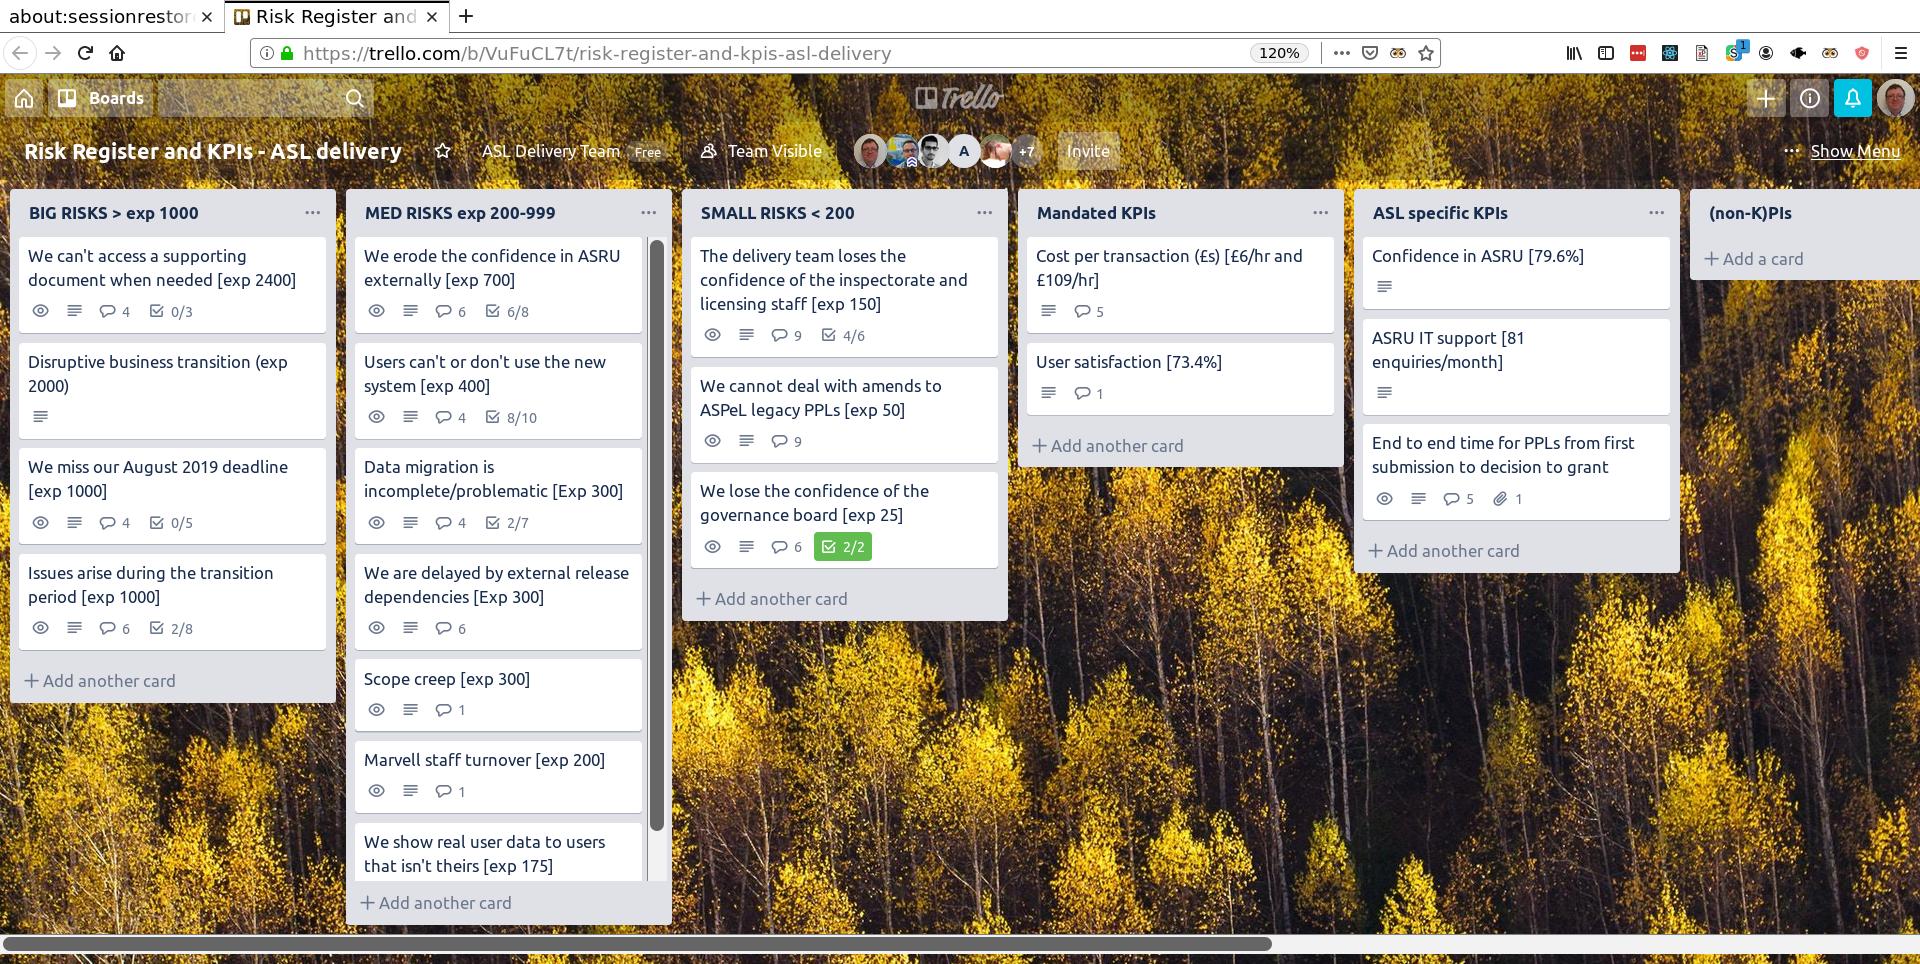 about:sessionrestor
Risk Register and
https://trello.com/b/VuFuCL7t/risk-register-and-kpis-asl-delivery
120%
1
Boards
Trello
Risk Register and KPIs - ASL delivery
ASL Delivery Team
Free
Team Visible
A
+7
Invite
Show Menu
BIG RISKS > exp 1000
We can't access a supporting
document when needed [exp 2400]
4 0/3
Disruptive business transition (exp
2000)
We miss our August 2019 deadline
[exp 1000]
4 0/5
Issues arise during the transition
period [exp 1000]
6 2/8
Add another card
MED RISKS exp 200-999
We erode the confidence in ASRU
externally [exp 700]
6 6/8
Users can't or don't use the new
system [exp 400]
4 8/10
Data migration is
incomplete/problematic [Exp 300]
4 2/7
We are delayed by external release
dependencies [Exp 300]
6
Scope creep [exp 300]
1
Marvell staff turnover [exp 200]
1
We show real user data to users
that isn't theirs [exp 175]
Add another card
SMALL RISKS < 200
The delivery team loses the
confidence of the inspectorate and
licensing staff [exp 150]
9 4/6
We cannot deal with amends to
ASPeL legacy PPLs [exp 50]
9
We lose the confidence of the
governance board [exp 25]
6 2/2
Add another card
Mandated KPIs
Cost per transaction (£s) [£6/hr and
£109/hr]
5
User satisfaction [73.4%]
1
Add another card
ASL specific KPIs
Confidence in ASRU [79.6%]
ASRU IT support [81
enquiries/month]
End to end time for PPLs from first
submission to decision to grant
5 1
Add another card
(non-K)PIs
Add a card